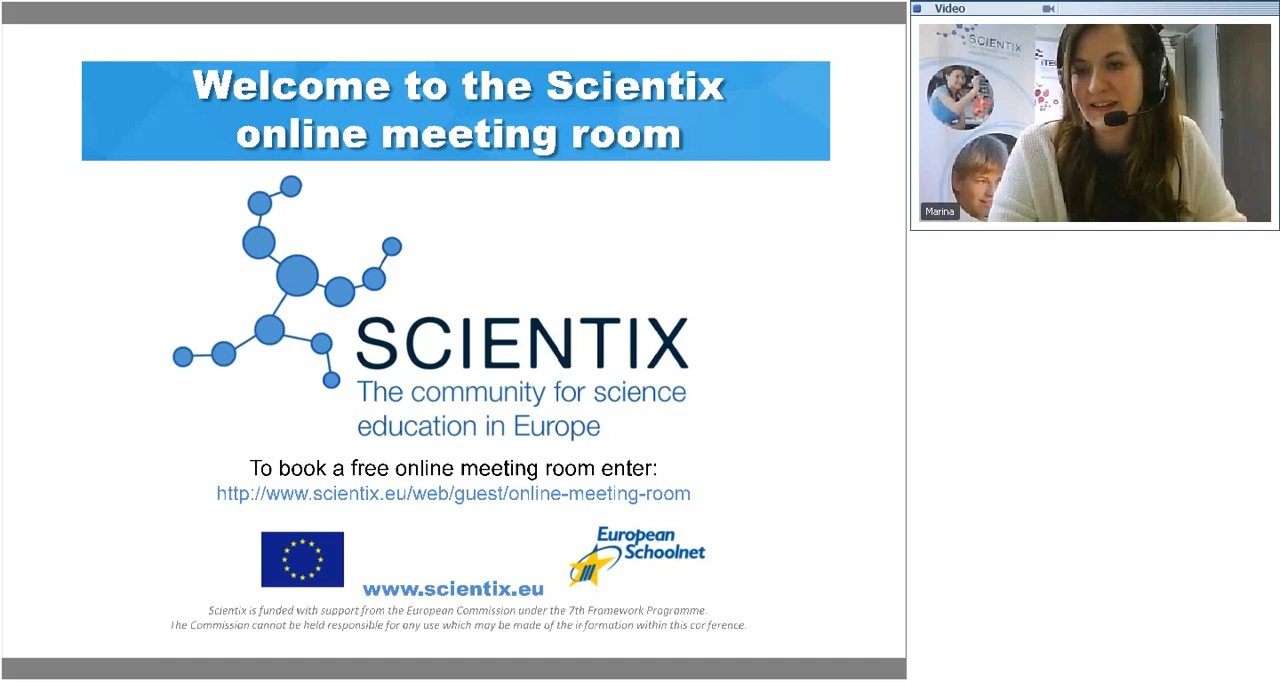 Welcome to the Scientix
online meeting room
SCIENTIX
The community for science
education in Europe
To book a free online meeting room enter:
http://www.scientix.eu/web/guest/online-meeting-room
European
Schoolnet
www.scientix.eu
Scientix is funded with support from the European Commission under the 7th Framework Programme.
The Commission cannot be held responsible for any use which may be made of the information within this conference.
Video
SCIENTIX
iTEC
Marina